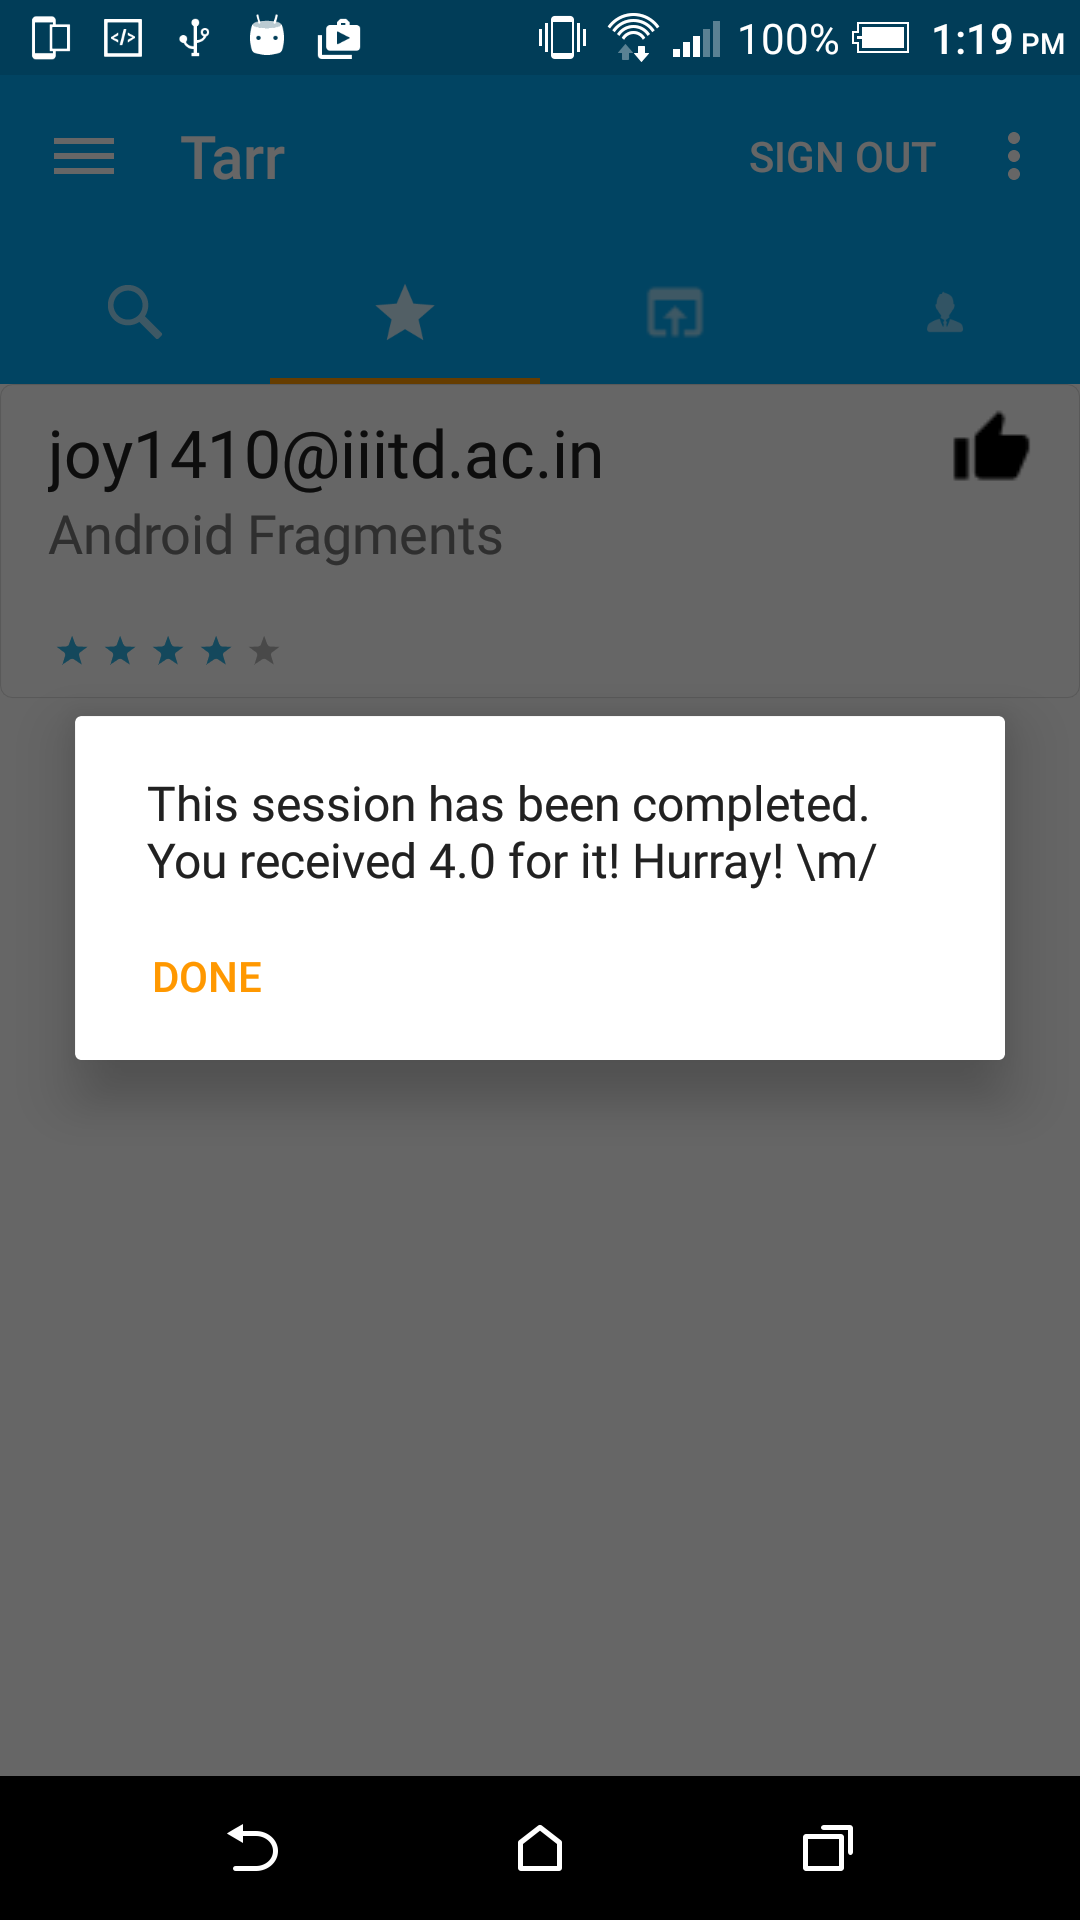 100% 1:19 PM
Tarr SIGN OUT
joy1410@iiitd.ac.in
Android Fragments
This session has been completed.
You received 4.0 for it! Hurray! \m/
DONE